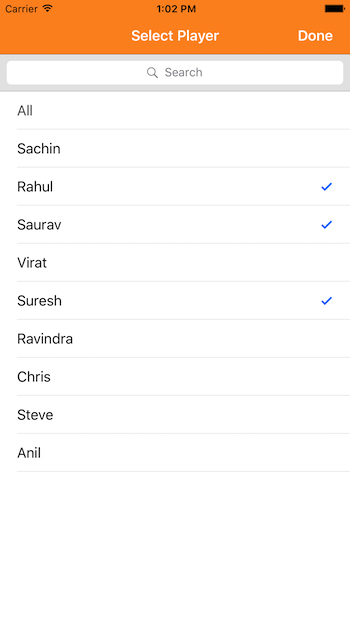 Carrier 1:02 PM
Select Player Done
Search
All
Sachin
Rahul
Saurav
Virat
Suresh
Ravindra
Chris
Steve
Anil